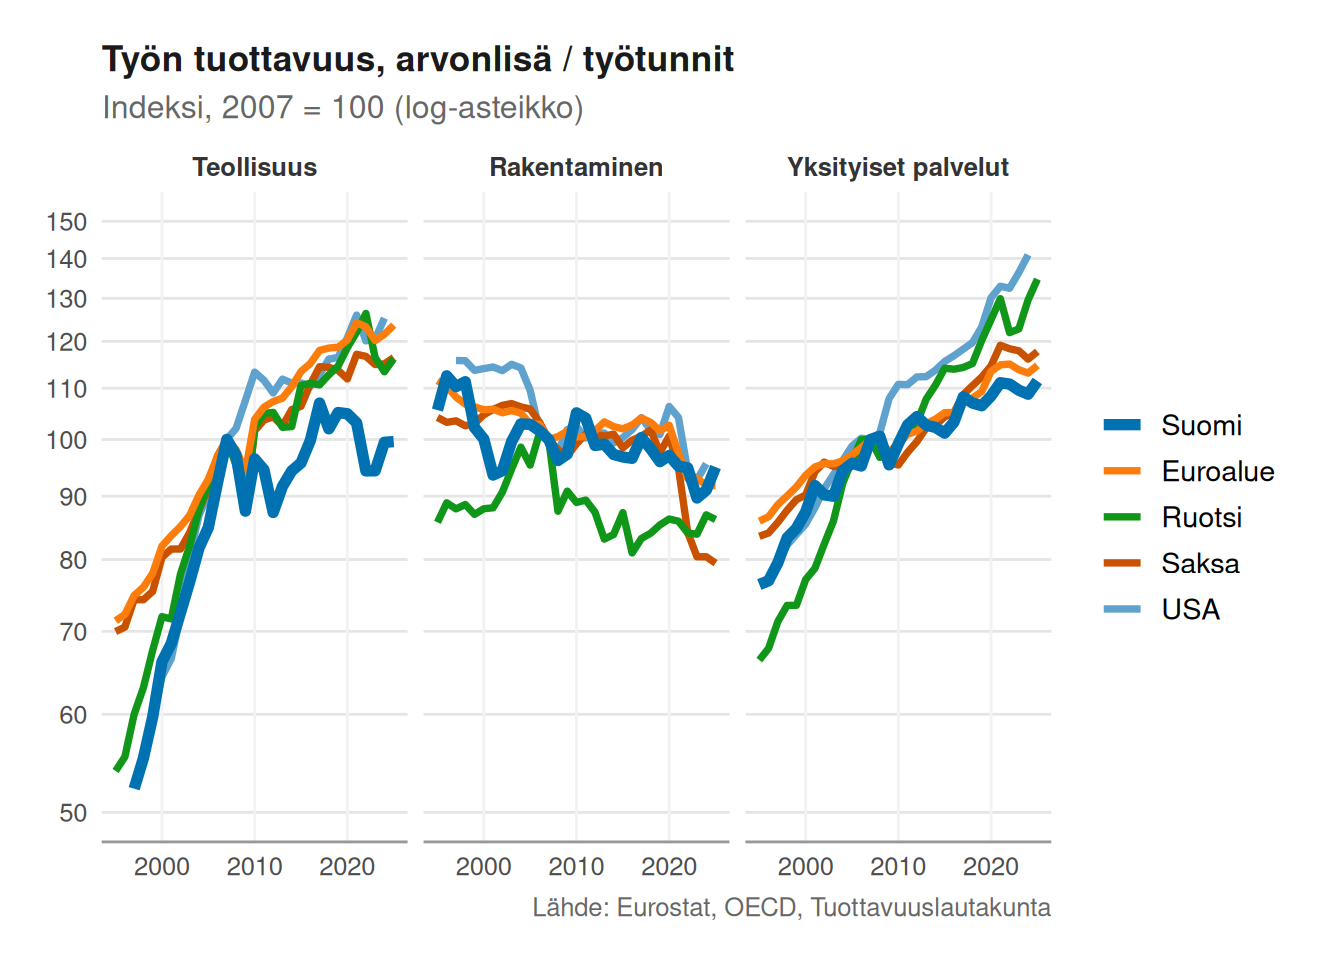 Työn tuottavuus, arvonlisä / työtunnit
Indeksi, 2007 = 100 (log-asteikko)
Teollisuus
Rakentaminen
Yksityiset palvelut
150
140
130
120
110
100
90
80
70
60
50
2000 2010 2020
2000 2010 2020
2000 2010 2020
Suomi
Euroalue
Ruotsi
Saksa
USA
Lähde: Eurostat, OECD, Tuottavuuslautakunta